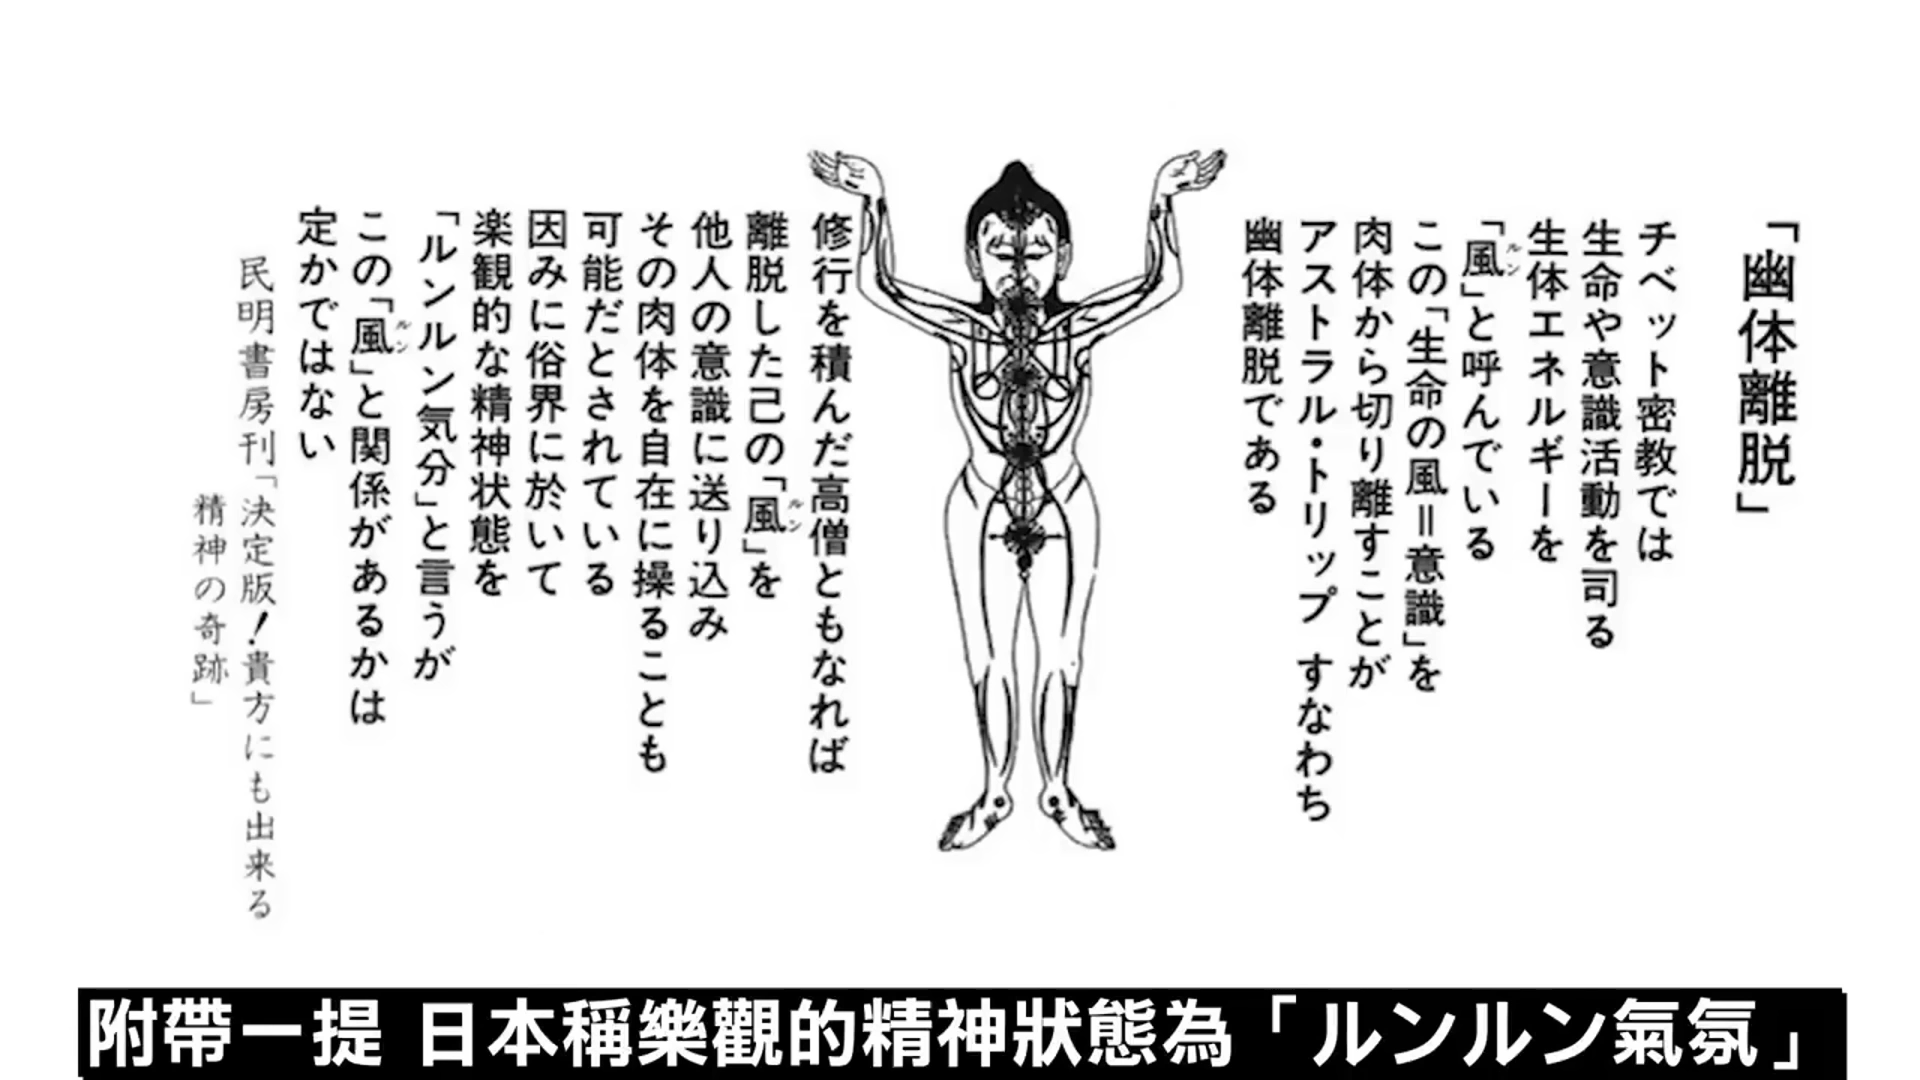 「幽体離脱」
チベット密教では
生命や意識活動を司る
生体エネルギーを
「風」と呼んでいる
ルン
この「生命の風＝意識」を
肉体から切り離すことが
アストラル・トリップ すなわち
幽体離脱である
修行を積んだ高僧ともなれば
離脱した己の「風」を
ルン
他人の意識に送り込み
その肉体を自在に操ることも
可能だとされている
因みに俗界に於いて
楽観的な精神状態を
「ルンルン気分」と言うが
この「風」と関係があるかは
ルン
定かではない
民明書房刊「決定版！貴方にも出来る
精神の奇跡」
附帶一提 日本稱樂觀的精神狀態為「ルンルン氣氛」